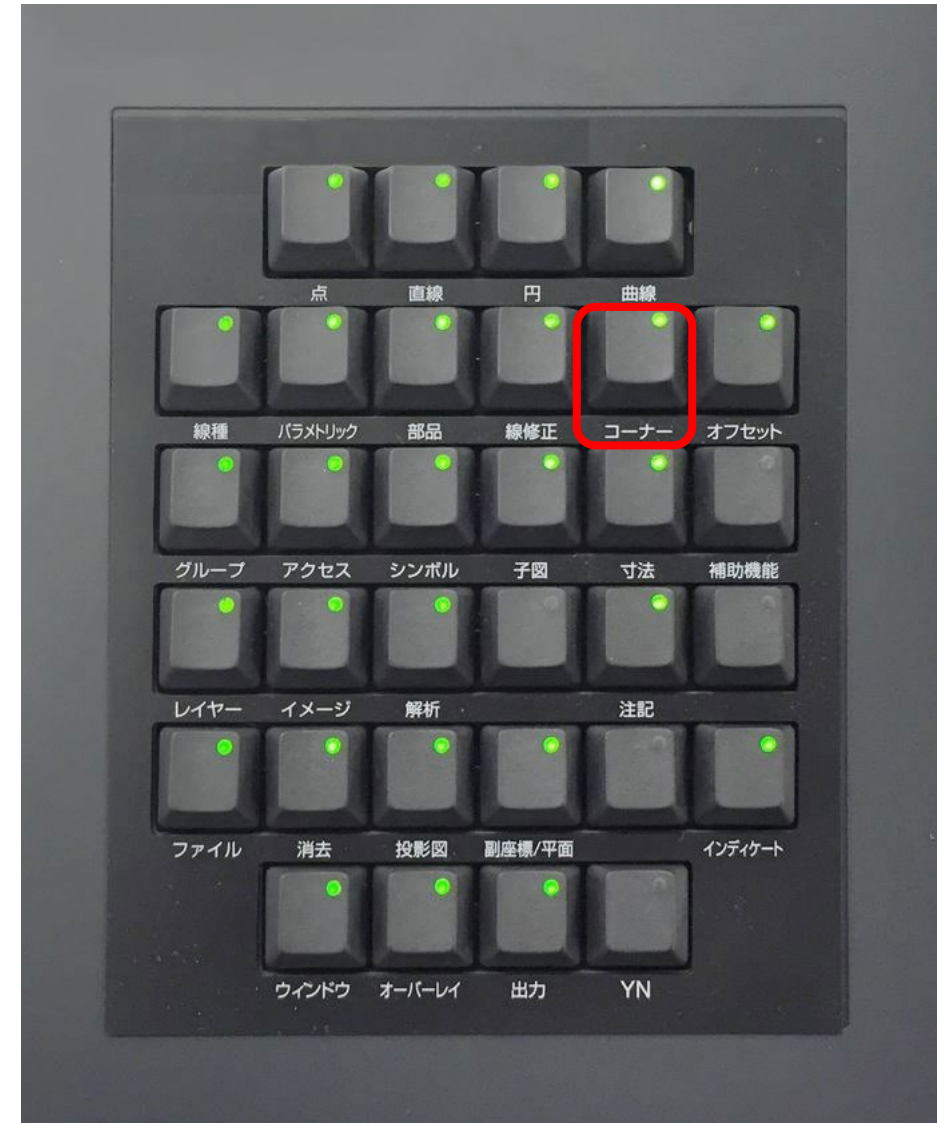 点 直線 円 曲線
線種 パラメトリック 部品 線修正 コーナー オフセット
グループ アクセス シンボル 子図 寸法 補助機能
レイヤー イメージ 解析 注記
ファイル 消去 投影図 副座標/平面 インディケート
ウィンドウ オーバーレイ 出力 YN